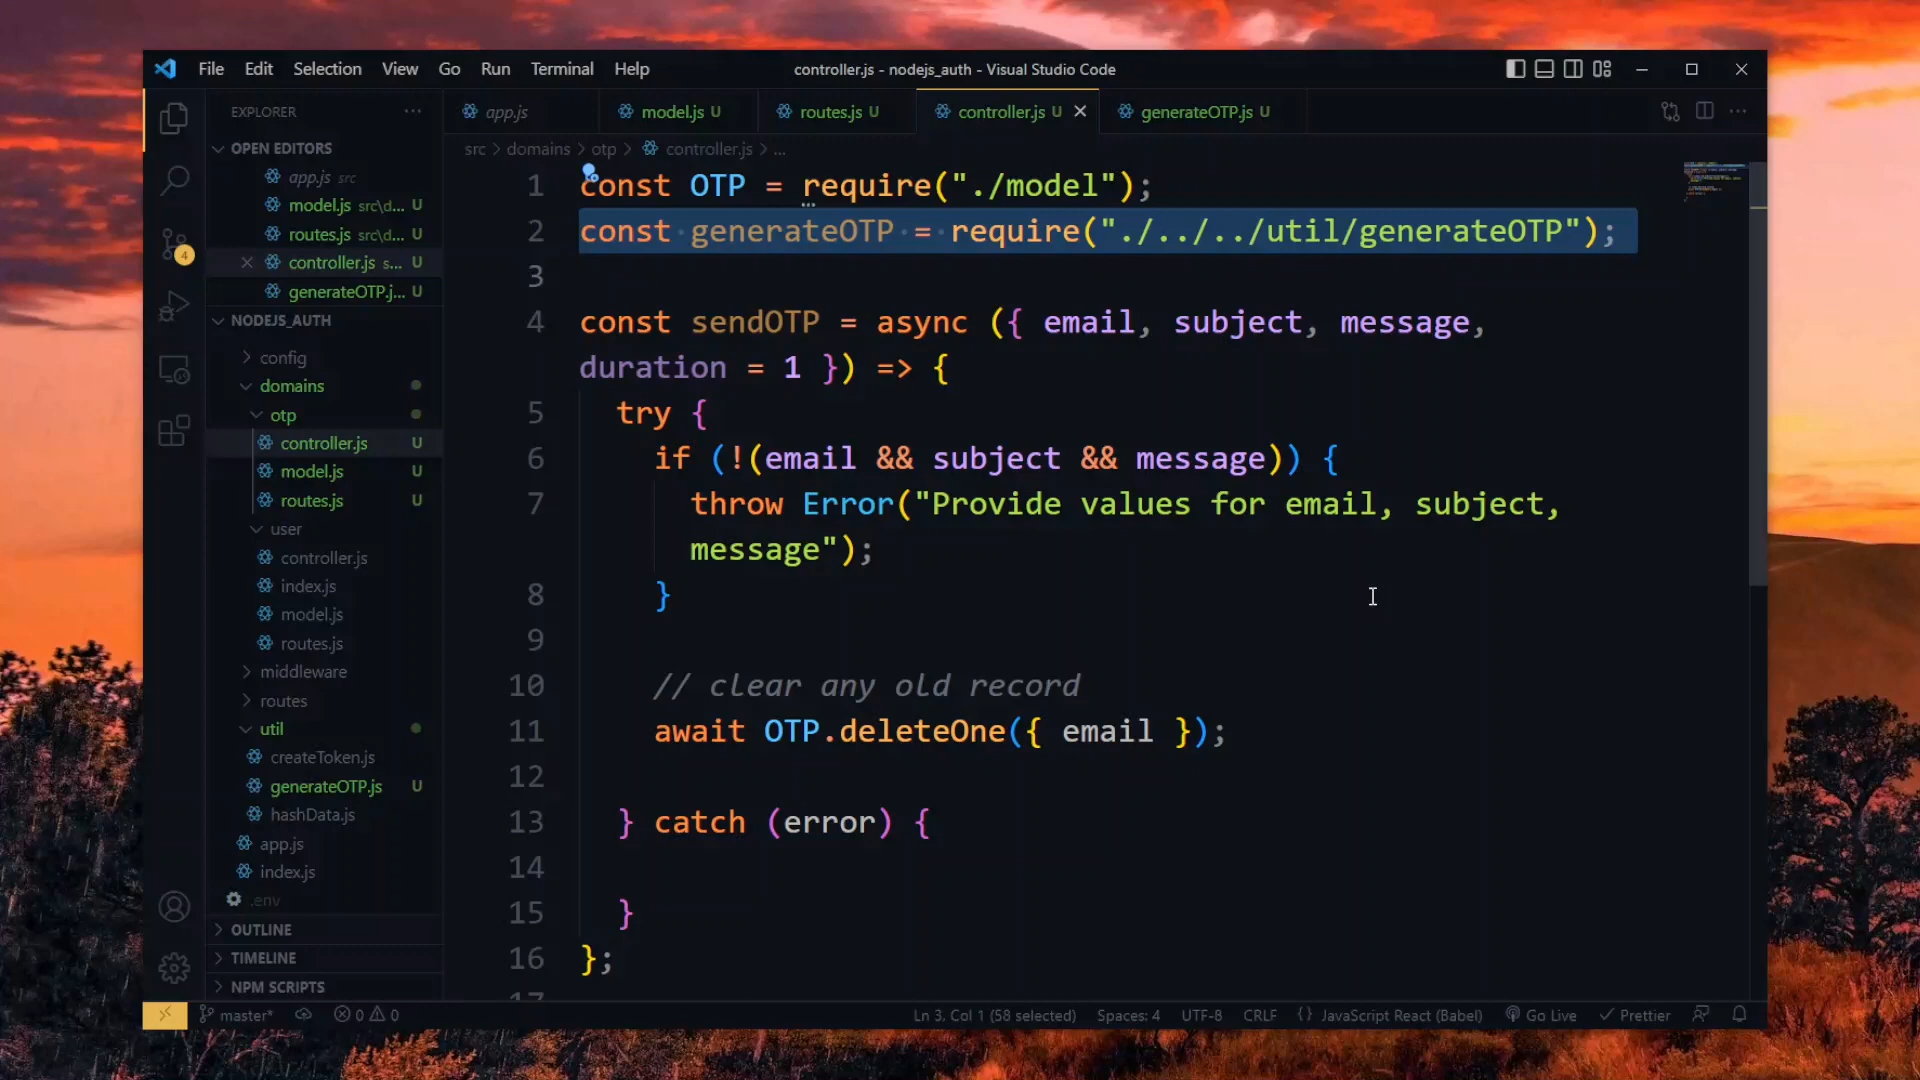 File Edit Selection View Go Run Terminal Help
controller.js - nodejs_auth - Visual Studio Code
EXPLORER
OPEN EDITORS
app.js src
model.js src\d... U
routes.js src\d... U
controller.js s... U
generateOTP.j... U
NODEJS_AUTH
config
domains
otp
controller.js U
model.js U
routes.js U
user
controller.js
index.js
model.js
routes.js
middleware
routes
util
createToken.js
generateOTP.js U
hashData.js
app.js
index.js
.env
OUTLINE
TIMELINE
NPM SCRIPTS
4
app.js model.js U routes.js U controller.js U generateOTP.js U
src > domains > otp > controller.js > ...
1 const OTP = require("./model");
2 const generateOTP = require("./../../util/generateOTP");
3
4 const sendOTP = async ({ email, subject, message,
duration = 1 }) => {
5 try {
6 if (!(email && subject && message)) {
7 throw Error("Provide values for email, subject,
message");
8 }
9
10 // clear any old record
11 await OTP.deleteOne({ email });
12
13 } catch (error) {
14
15 }
16 };
17
master* 0 0 Ln 3, Col 1 (58 selected) Spaces: 4 UTF-8 CRLF {} JavaScript React (Babel) Go Live Prettier